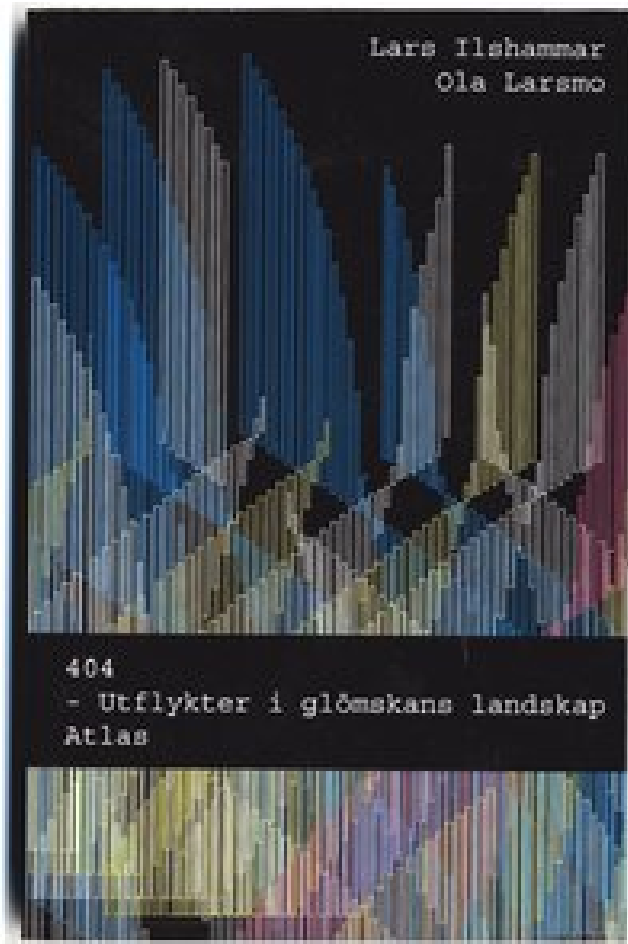 Lars Ilshammar
Ola Larsmo
404
- Utflykter i glömskans landskap
Atlas